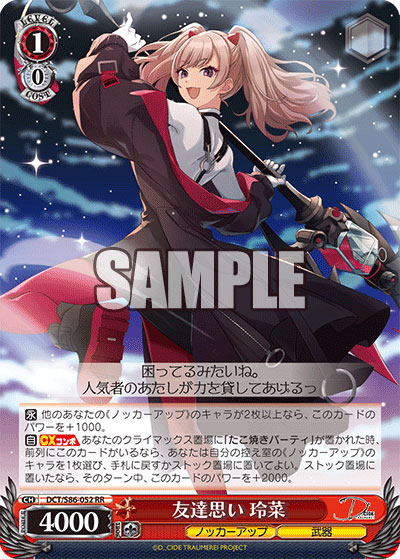 LEVEL
1
0
COST
SAMPLE
困ってるみたいね。
人気者のあたしが力を貸してあげるっ
永 他のあなたの《ノッカーアップ》のキャラが2枚以上なら、このカードの
パワーを+1000。
自 CXコンボ あなたのクライマックス置場に「たこ焼きパーティ」が置かれた時、
前列にこのカードがいるなら、あなたは自分の控え室の《ノッカーアップ》のキャラ
を1枚選び、手札に戻すかストック置場に置いてよい。ストック置場に置
いたなら、そのターン中、このカードのパワーを+2000。
CH DCT/S86-052 RR
4000
友達思い 玲菜
ノッカーアップ 武器
©D_CIDE TRAUMEREI PROJECT